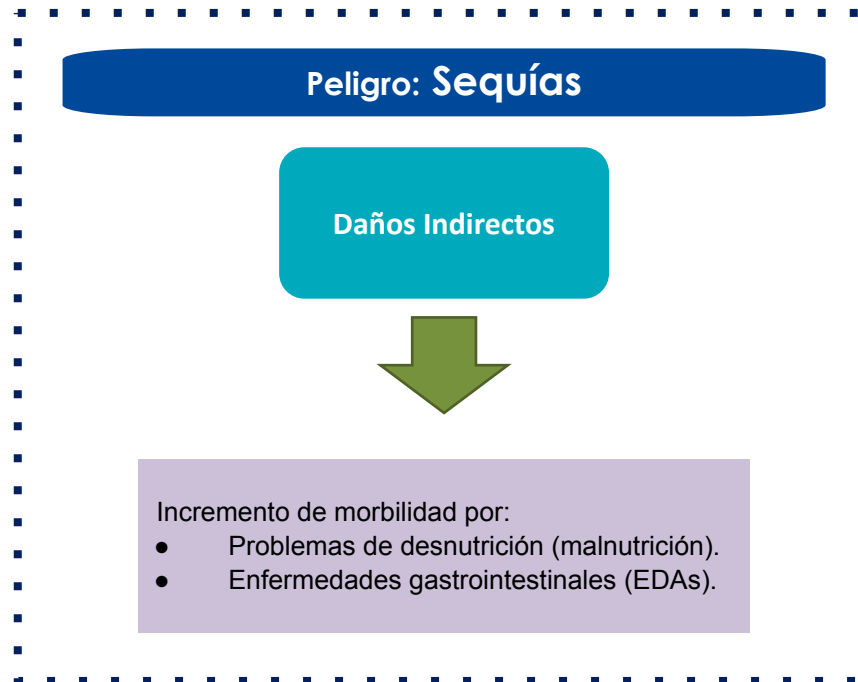 Peligro: Sequías
Daños Indirectos
Incremento de morbilidad por:
● Problemas de desnutrición (malnutrición).
● Enfermedades gastrointestinales (EDAs).